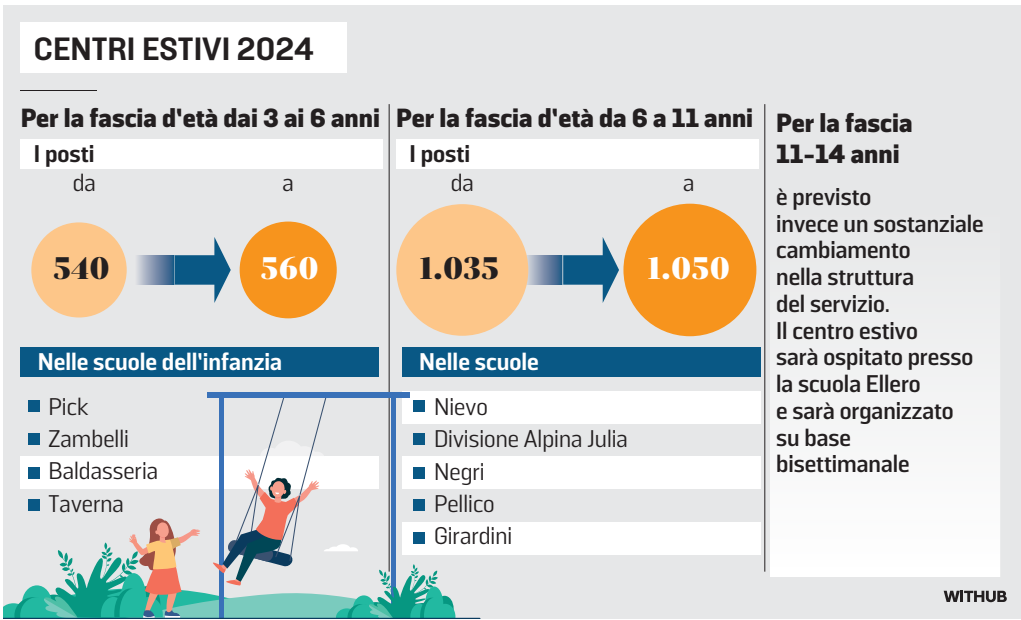 CENTRI ESTIVI 2024
Per la fascia d'età dai 3 ai 6 anni
I posti
da
a
540
560
Nelle scuole dell'infanzia
Pick
Zambelli
Baldasseria
Taverna
Per la fascia d'età da 6 a 11 anni
I posti
da
a
1.035
1.050
Nelle scuole
Nievo
Divisione Alpina Julia
Negri
Pellico
Girardini
Per la fascia
11-14 anni
è previsto
invece un sostanziale
cambiamento
nella struttura
del servizio.
Il centro estivo
sarà ospitato presso
la scuola Ellero
e sarà organizzato
su base
bisettimanale
WITHUB